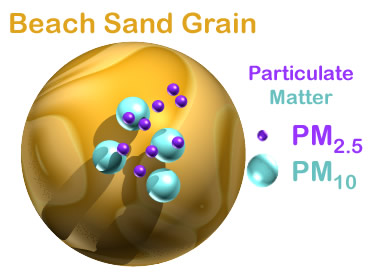 Beach Sand Grain
Particulate
Matter
PM2.5
PM10